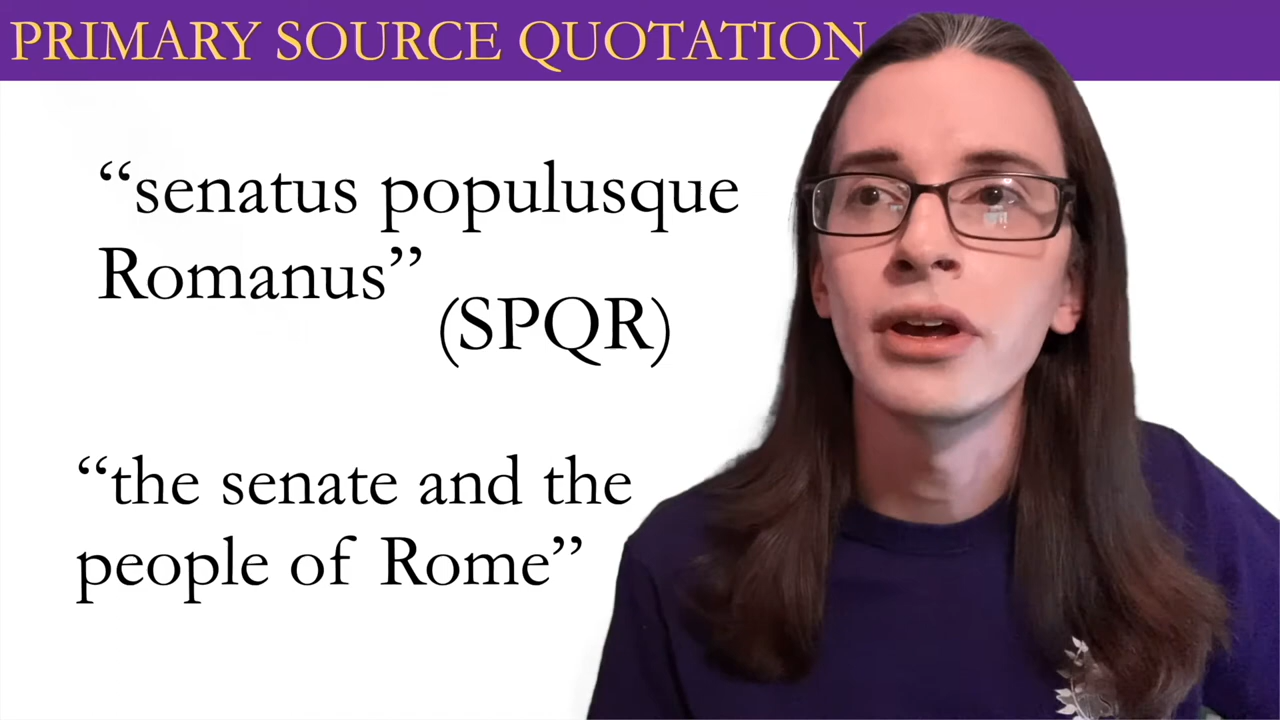 PRIMARY SOURCE QUOTATION
“senatus populusque
Romanus”
(SPQR)
“the senate and the
people of Rome”